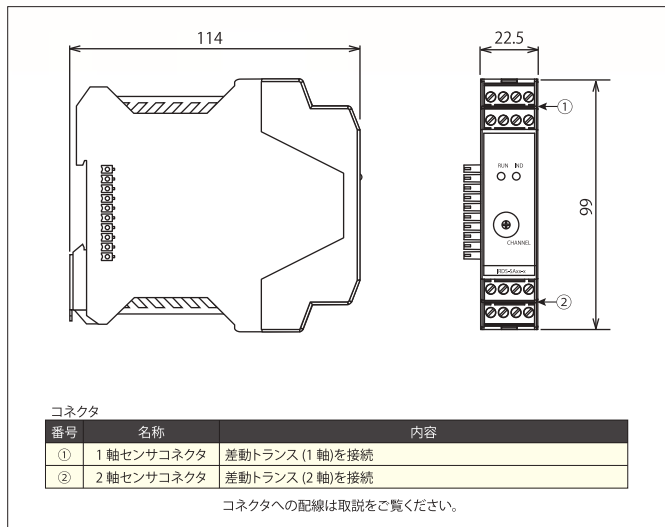 114
22.5
①
RUN IND
99
CHANNEL
RDS-SAxx-x
②
コネクタ
番号 名称 内容
① 1 軸センサコネクタ 差動トランス (1 軸)を接続
② 2 軸センサコネクタ 差動トランス (2 軸)を接続
コネクタへの配線は取説をご覧ください。